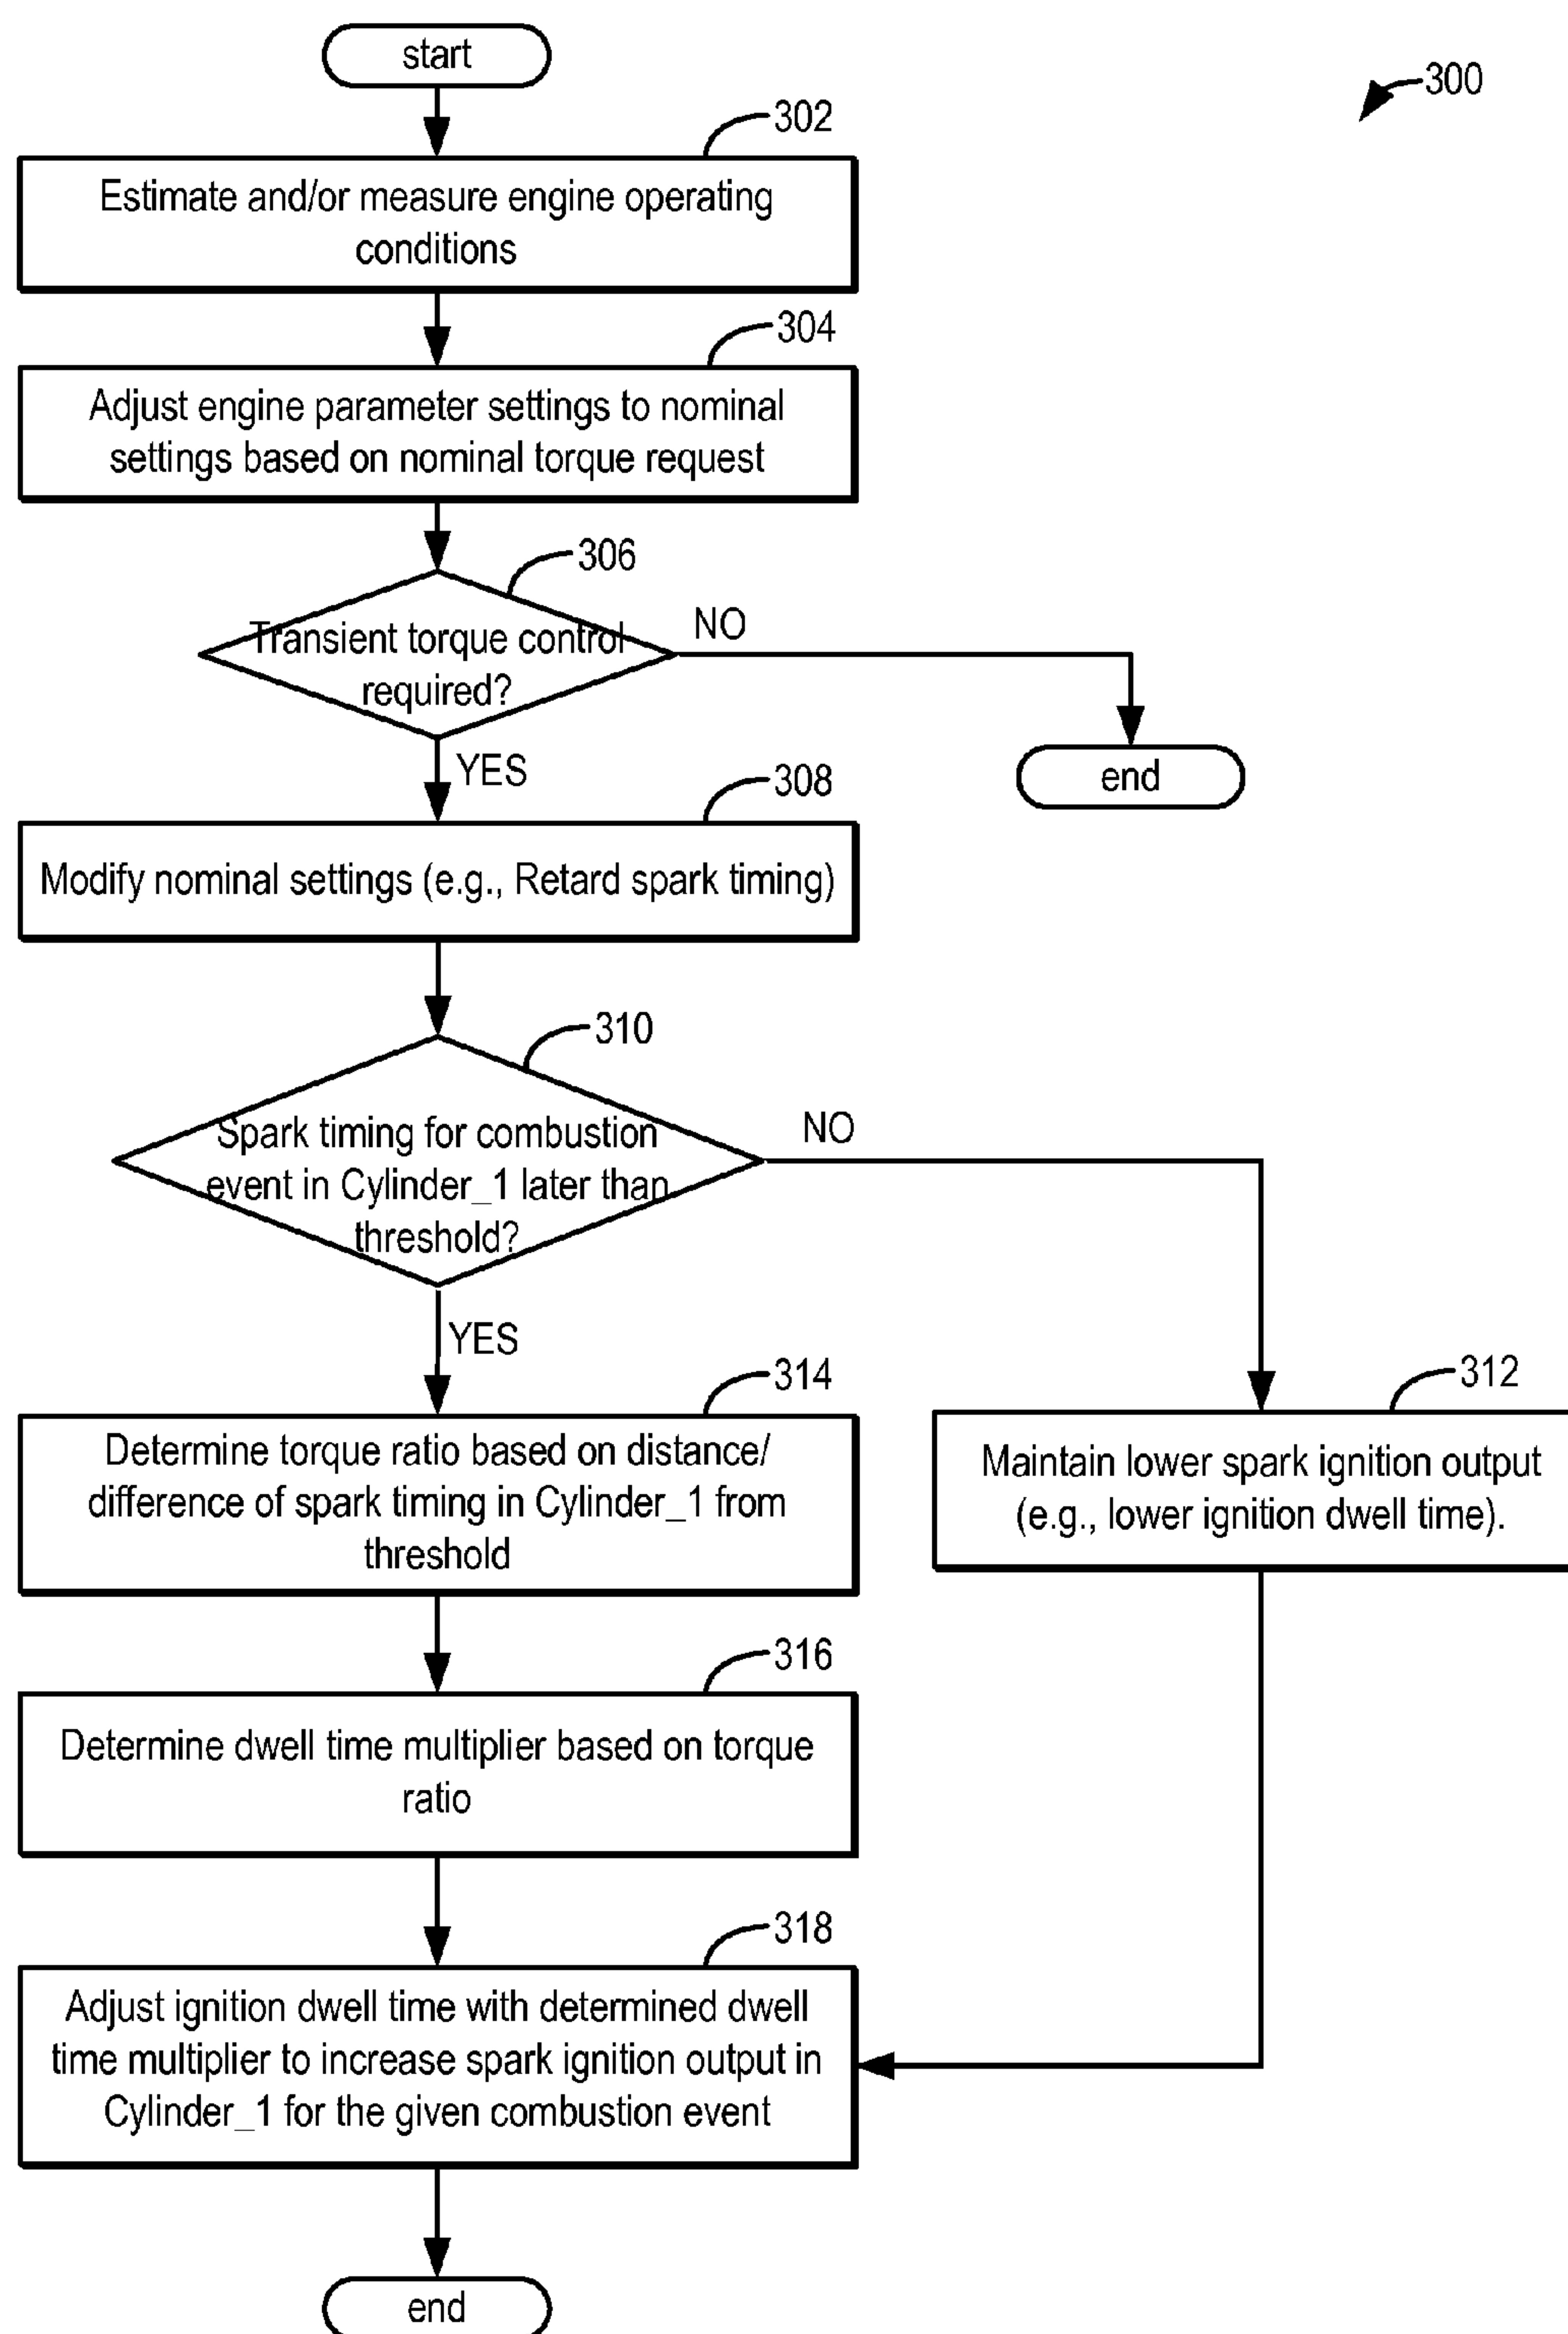 start
300
302
Estimate and/or measure engine operating
conditions
304
Adjust engine parameter settings to nominal
settings based on nominal torque request
306
Transient torque control
required?
NO
end
YES
308
Modify nominal settings (e.g., Retard spark timing)
310
Spark timing for combustion
event in Cylinder_1 later than
threshold?
NO
YES
314
Determine torque ratio based on distance/
difference of spark timing in Cylinder_1 from
threshold
312
Maintain lower spark ignition output
(e.g., lower ignition dwell time).
316
Determine dwell time multiplier based on torque
ratio
318
Adjust ignition dwell time with determined dwell
time multiplier to increase spark ignition output in
Cylinder_1 for the given combustion event
end